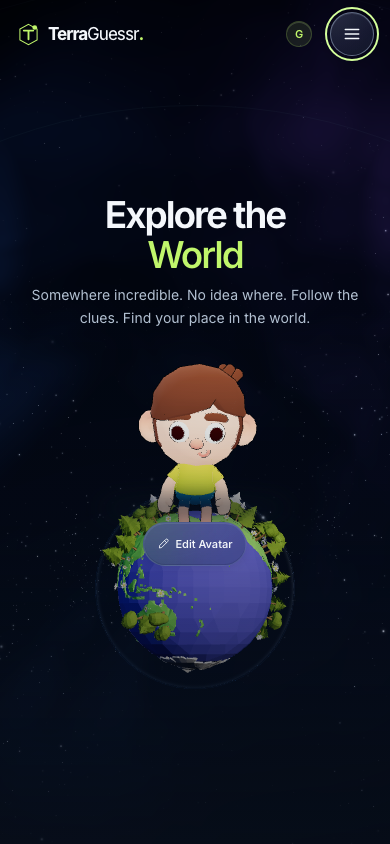 TerraGuessr.
G
Explore the
World
Somewhere incredible. No idea where. Follow the
clues. Find your place in the world.
Edit Avatar